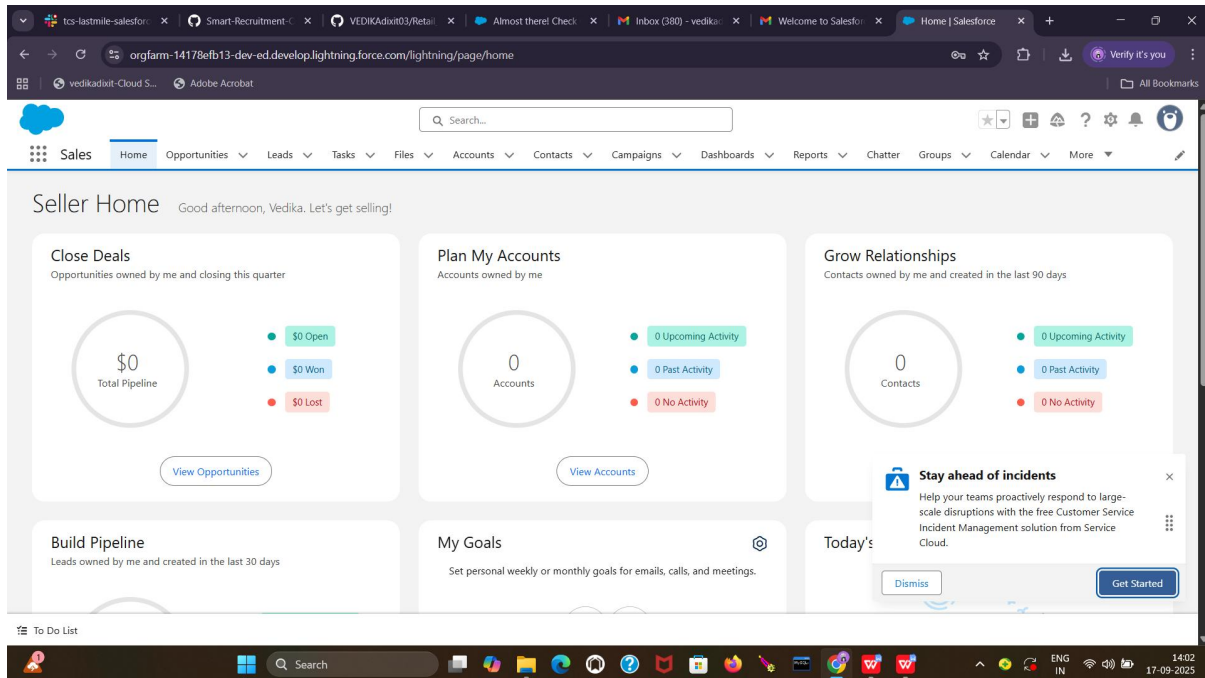 tcs-lastmile-salesforc
Smart-Recruitment-C
VEDIKAdixit03/Retail
Almost there! Check
Inbox (380) - vedikad
Welcome to Salesfor
Home | Salesforce
orgfarm-14178efb13-dev-ed.develop.lightning.force.com/lightning/page/home
Verify it's you
vedikadixit-Cloud S...
Adobe Acrobat
All Bookmarks
Search...
Sales
Home
Opportunities
Leads
Tasks
Files
Accounts
Contacts
Campaigns
Dashboards
Reports
Chatter
Groups
Calendar
More
Seller Home
Good afternoon, Vedika. Let's get selling!
Close Deals
Opportunities owned by me and closing this quarter
$0
Total Pipeline
$0 Open
$0 Won
$0 Lost
View Opportunities
Plan My Accounts
Accounts owned by me
0
Accounts
0 Upcoming Activity
0 Past Activity
0 No Activity
View Accounts
Grow Relationships
Contacts owned by me and created in the last 90 days
0
Contacts
0 Upcoming Activity
0 Past Activity
0 No Activity
Build Pipeline
Leads owned by me and created in the last 30 days
My Goals
Set personal weekly or monthly goals for emails, calls, and meetings.
Today's
Stay ahead of incidents
Help your teams proactively respond to large-
scale disruptions with the free Customer Service
Incident Management solution from Service
Cloud.
Dismiss
Get Started
To Do List
1
Search
ENG
IN
14:02
17-09-2025